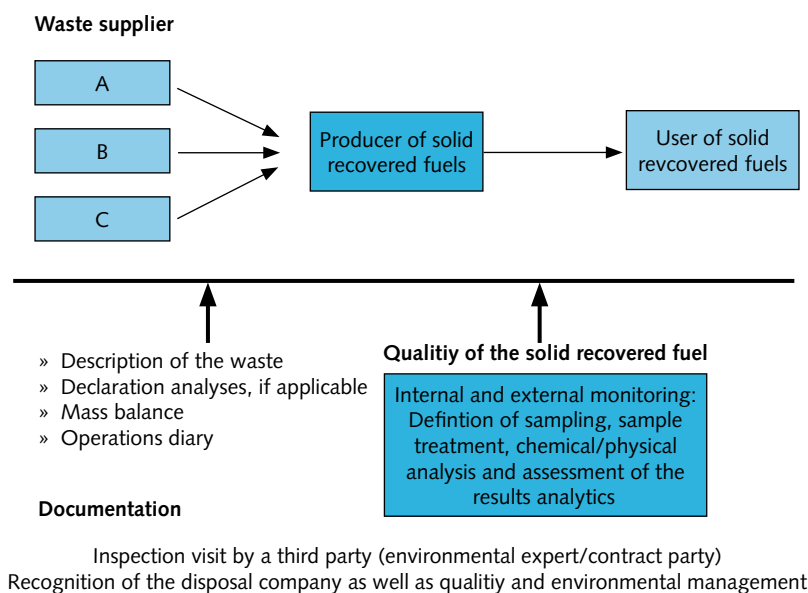 Waste supplier
A
B
C
Producer of solid
recovered fuels
User of solid
revcovered fuels
» Description of the waste
» Declaration analyses, if applicable
» Mass balance
» Operations diary
Qualitiy of the solid recovered fuel
Internal and external monitoring:
Defintion of sampling, sample
treatment, chemical/physical
analysis and assessment of the
results analytics
Documentation
Inspection visit by a third party (environmental expert/contract party)
Recognition of the disposal company as well as qualitiy and environmental management